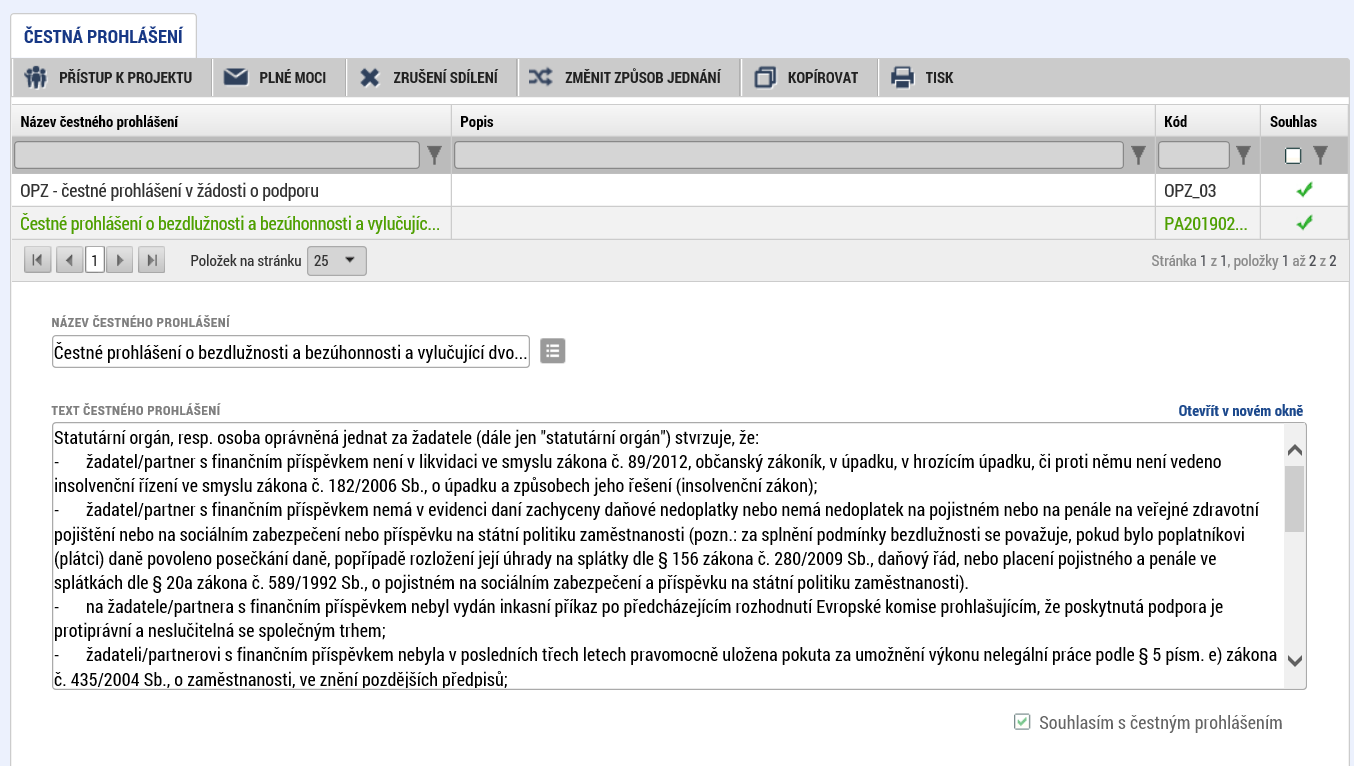 ČESTNÁ PROHLÁŠENÍ
PŘÍSTUP K PROJEKTU PLNÉ MOCI ZRUŠENÍ SDÍLENÍ ZMĚNIT ZPŮSOB JEDNÁNÍ KOPÍROVAT TISK
Název čestného prohlášení Popis Kód Souhlas
OPZ - čestné prohlášení v žádosti o podporu OPZ_03
Čestné prohlášení o bezdlužnosti a bezúhonnosti a vylučujíc... PA201902...
1 Položek na stránku 25 Stránka 1 z 1, položky 1 až 2 z 2
NÁZEV ČESTNÉHO PROHLÁŠENÍ
Čestné prohlášení o bezdlužnosti a bezúhonnosti a vylučující dvo...
TEXT ČESTNÉHO PROHLÁŠENÍ Otevřít v novém okně
Statutární orgán, resp. osoba oprávněná jednat za žadatele (dále jen "statutární orgán") stvrzuje, že:
- žadatel/partner s finančním příspěvkem není v likvidaci ve smyslu zákona č. 89/2012, občanský zákoník, v úpadku, v hrozícím úpadku, či proti němu není vedeno
insolvenční řízení ve smyslu zákona č. 182/2006 Sb., o úpadku a způsobech jeho řešení (insolvenční zákon);
- žadatel/partner s finančním příspěvkem nemá v evidenci daní zachyceny daňové nedoplatky nebo nemá nedoplatek na pojistném nebo na penále na veřejné zdravotní
pojištění nebo na sociálním zabezpečení nebo příspěvku na státní politiku zaměstnanosti (pozn.: za splnění podmínky bezdlužnosti se považuje, pokud bylo poplatníkovi
(plátci) daně povoleno posečkání daně, popřípadě rozložení její úhrady na splátky dle § 156 zákona č. 280/2009 Sb., daňový řád, nebo placení pojistného a penále ve
splátkách dle § 20a zákona č. 589/1992 Sb., o pojistném na sociálním zabezpečení a příspěvku na státní politiku zaměstnanosti).
- na žadatele/partnera s finančním příspěvkem nebyl vydán inkasní příkaz po předcházejícím rozhodnutí Evropské komise prohlašujícím, že poskytnutá podpora je
protiprávní a neslučitelná se společným trhem;
- žadateli/partnerovi s finančním příspěvkem nebyla v posledních třech letech pravomocně uložena pokuta za umožnění výkonu nelegální práce podle § 5 písm. e) zákona
č. 435/2004 Sb., o zaměstnanosti, ve znění pozdějších předpisů;
Souhlasím s čestným prohlášením